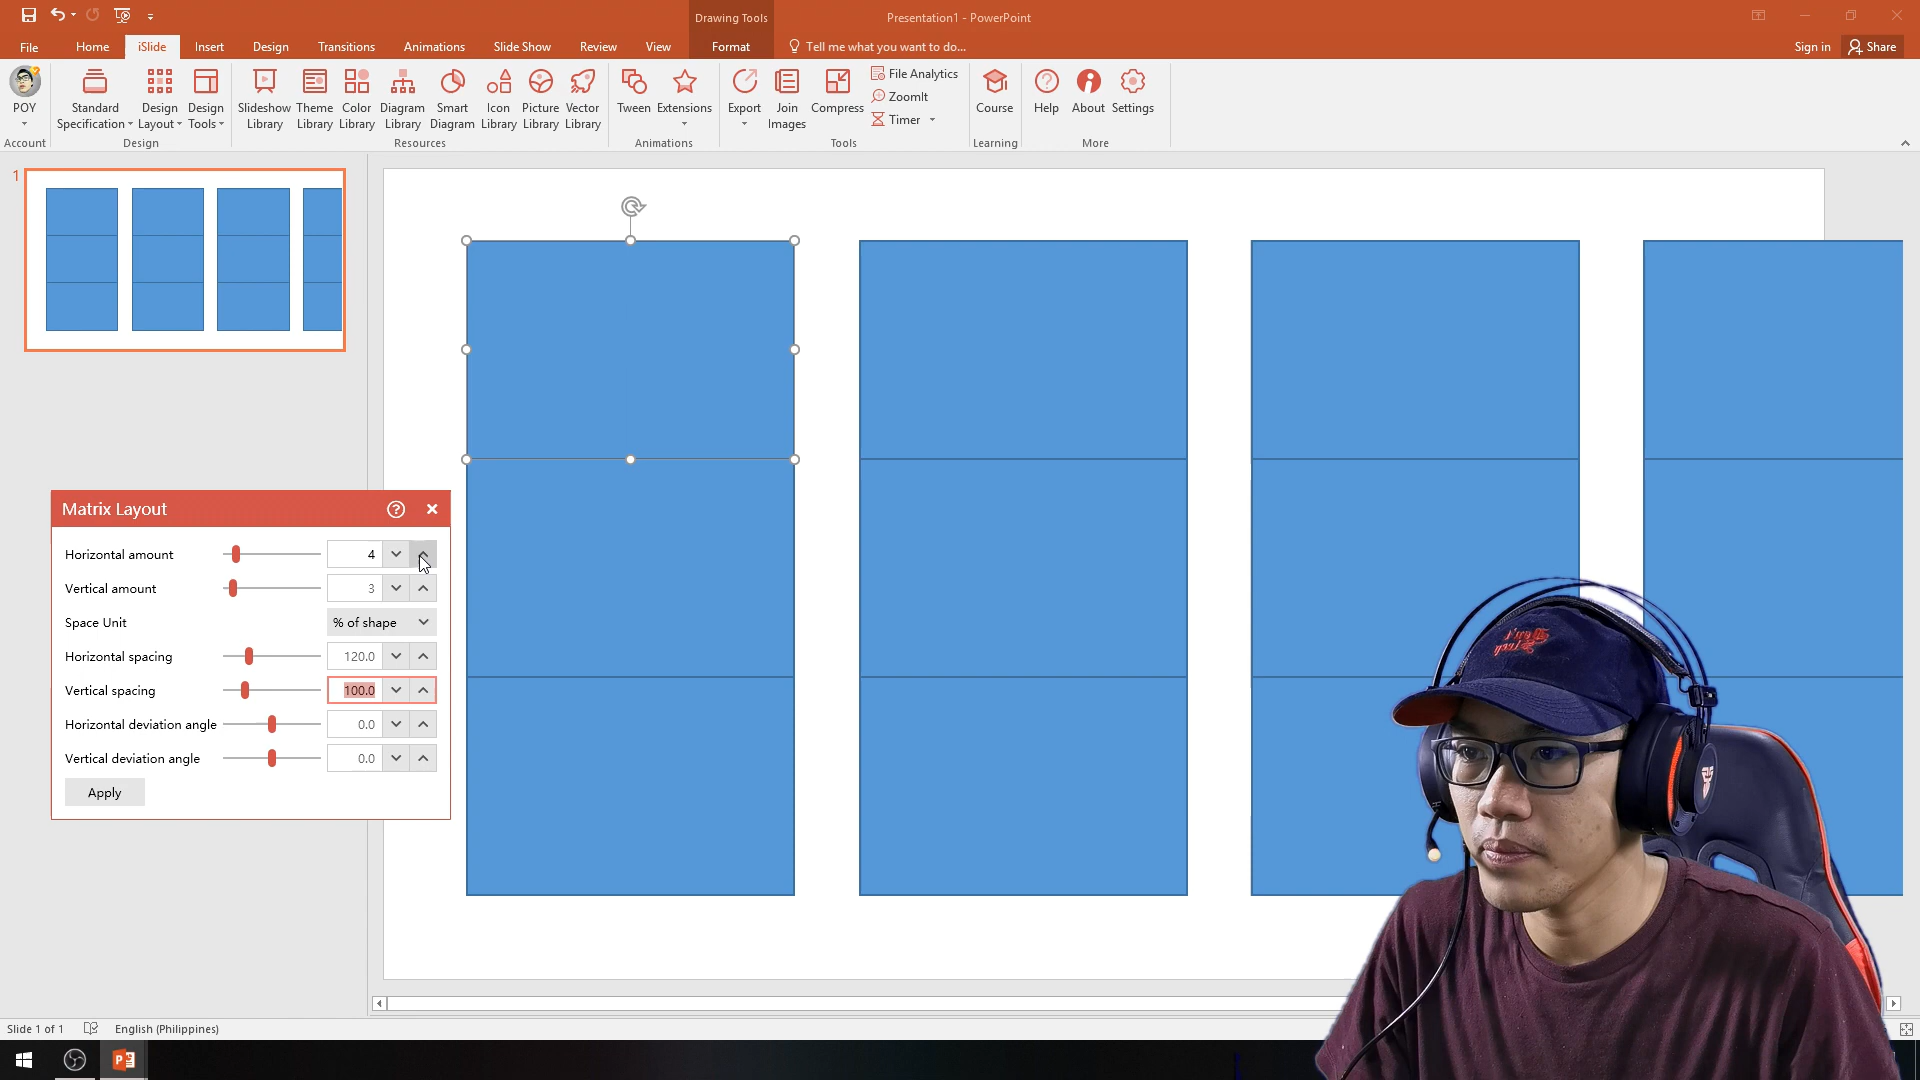 Drawing Tools
Presentation1 - PowerPoint
File
Home
iSlide
Insert
Design
Transitions
Animations
Slide Show
Review
View
Format
Tell me what you want to do...
Sign in
Share
POY
Standard
Specification
Design
Layout
Design
Tools
Slideshow
Library
Theme
Library
Color
Library
Diagram
Library
Smart
Diagram
Icon
Library
Picture
Library
Vector
Library
Tween
Extensions
Export
Join
Images
Compress
File Analytics
ZoomIt
Timer
Course
Help
About
Settings
Account
Design
Resources
Animations
Tools
Learning
More
1
Matrix Layout
Horizontal amount
4
Vertical amount
3
Space Unit
% of shape
Horizontal spacing
120.0
Vertical spacing
100.0
Horizontal deviation angle
0.0
Vertical deviation angle
0.0
Apply
Slide 1 of 1
English (Philippines)